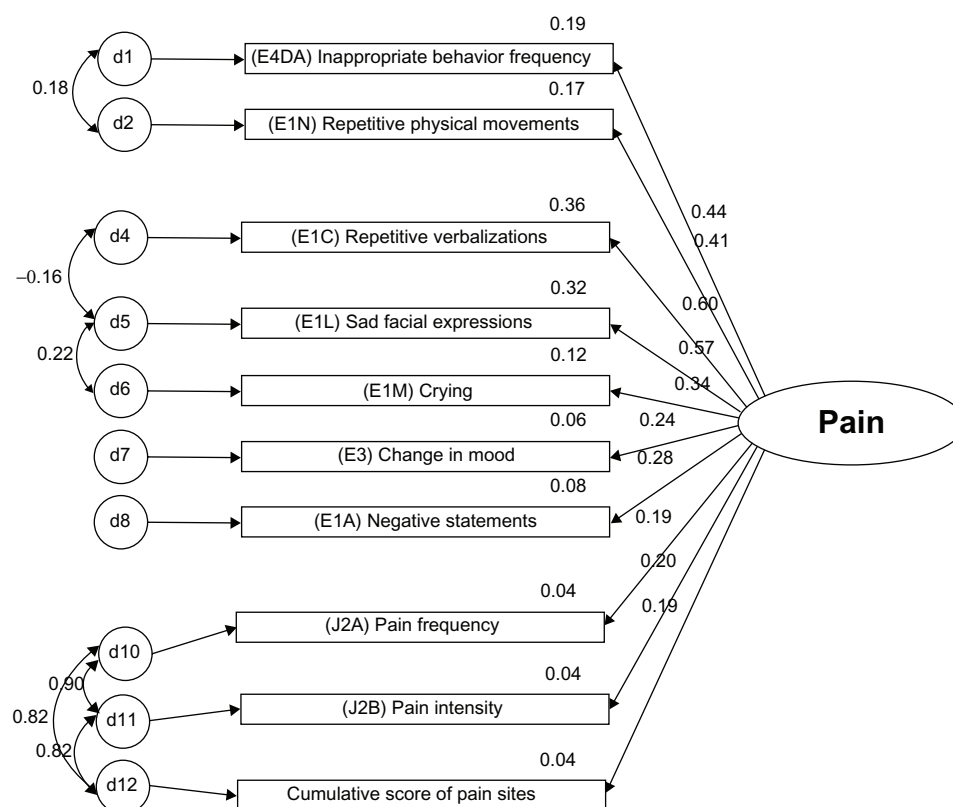 0.19
d1
(E4DA) Inappropriate behavior frequency
0.18
0.17
d2
(E1N) Repetitive physical movements
0.36
0.44
d4
(E1C) Repetitive verbalizations
0.41
−0.16
0.32
0.60
d5
(E1L) Sad facial expressions
0.22
0.12
0.57
d6
(E1M) Crying
0.34
0.06
0.24
Pain
d7
(E3) Change in mood
0.28
0.08
d8
(E1A) Negative statements
0.19
0.20
0.04
0.19
d10
(J2A) Pain frequency
0.90
0.04
0.82
d11
(J2B) Pain intensity
0.82
0.04
d12
Cumulative score of pain sites